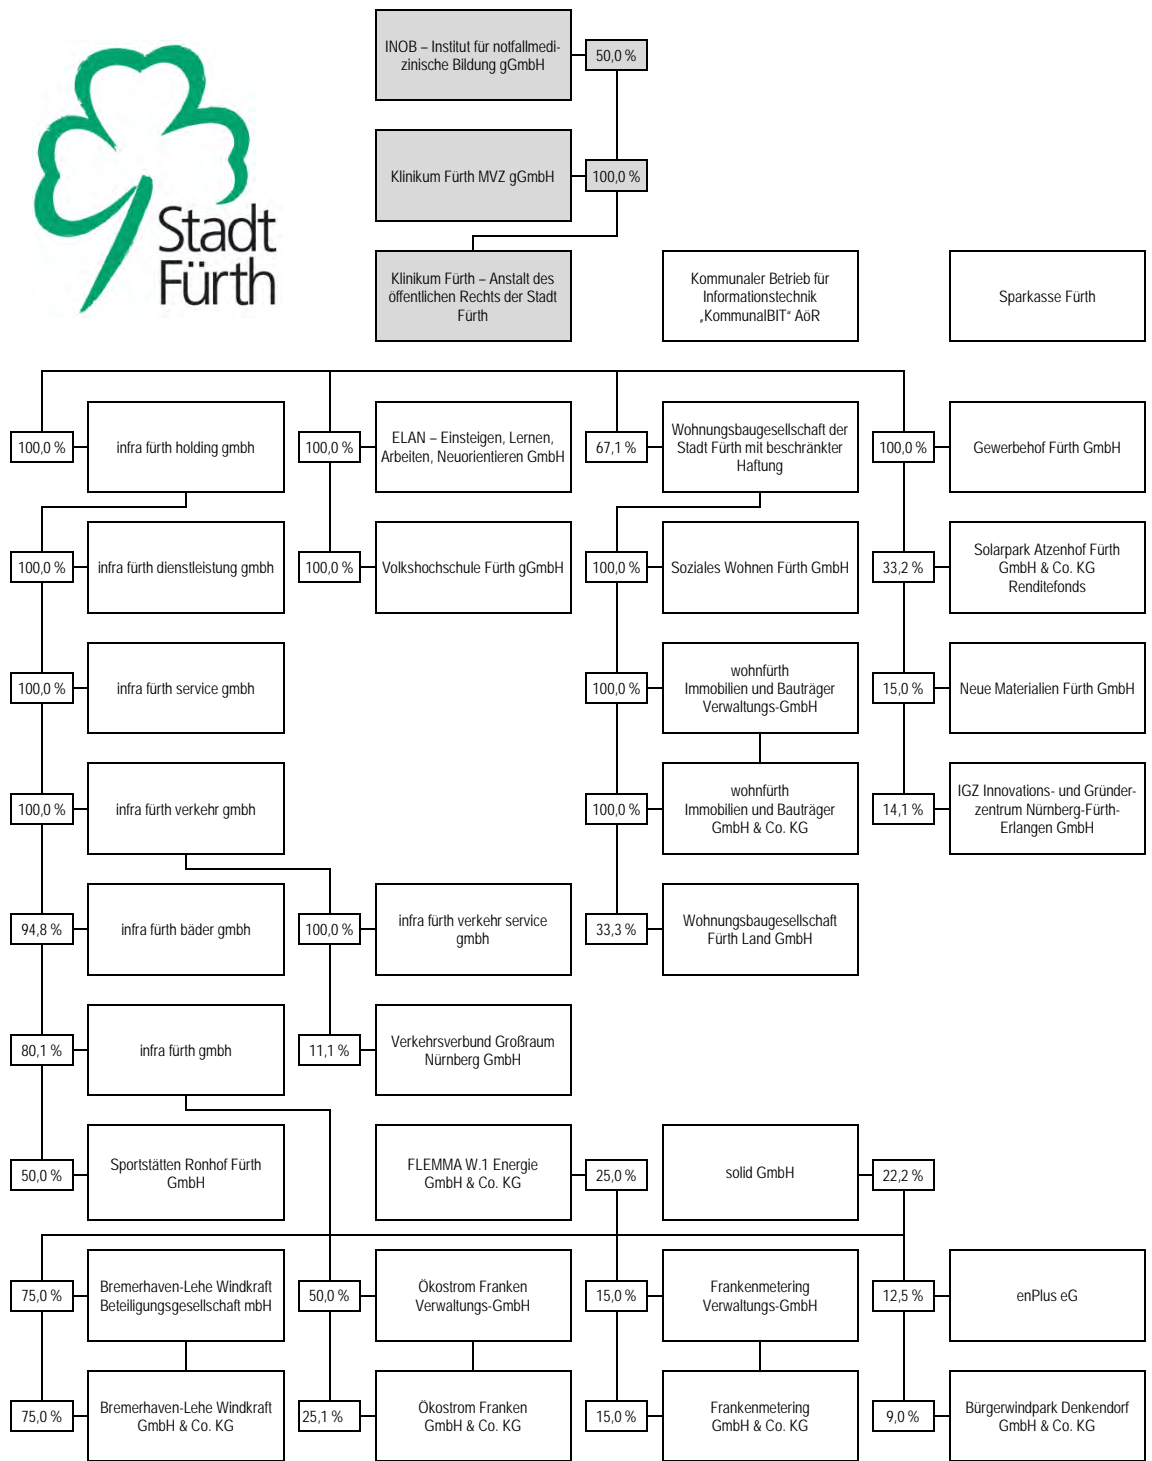 INOB – Institut für notfallmedi-
zinische Bildung gGmbH
50,0 %
Klinikum Fürth MVZ gGmbH
100,0 %
Stadt
Fürth
Klinikum Fürth – Anstalt des
öffentlichen Rechts der Stadt
Fürth
Kommunaler Betrieb für
Informationstechnik
„KommunalBIT“ AöR
Sparkasse Fürth
100,0 %
infra fürth holding gmbh
100,0 %
ELAN – Einsteigen, Lernen,
Arbeiten, Neuorientieren GmbH
67,1 %
Wohnungsbaugesellschaft der
Stadt Fürth mit beschränkter
Haftung
100,0 %
Gewerbehof Fürth GmbH
100,0 %
infra fürth dienstleistung gmbh
100,0 %
Volkshochschule Fürth gGmbH
100,0 %
Soziales Wohnen Fürth GmbH
33,2 %
Solarpark Atzenhof Fürth
GmbH & Co. KG
Renditefonds
100,0 %
infra fürth service gmbh
100,0 %
wohnfürth
Immobilien und Bauträger
Verwaltungs-GmbH
15,0 %
Neue Materialien Fürth GmbH
100,0 %
infra fürth verkehr gmbh
100,0 %
wohnfürth
Immobilien und Bauträger
GmbH & Co. KG
14,1 %
IGZ Innovations- und Gründer-
zentrum Nürnberg-Fürth-
Erlangen GmbH
94,8 %
infra fürth bäder gmbh
100,0 %
infra fürth verkehr service
gmbh
33,3 %
Wohnungsbaugesellschaft
Fürth Land GmbH
80,1 %
infra fürth gmbh
11,1 %
Verkehrsverbund Großraum
Nürnberg GmbH
50,0 %
Sportstätten Ronhof Fürth
GmbH
FLEMMA W.1 Energie
GmbH & Co. KG
25,0 %
solid GmbH
22,2 %
75,0 %
Bremerhaven-Lehe Windkraft
Beteiligungsgesellschaft mbH
50,0 %
Ökostrom Franken
Verwaltungs-GmbH
15,0 %
Frankenmetering
Verwaltungs-GmbH
12,5 %
enPlus eG
75,0 %
Bremerhaven-Lehe Windkraft
GmbH & Co. KG
25,1 %
Ökostrom Franken
GmbH & Co. KG
15,0 %
Frankenmetering
GmbH & Co. KG
9,0 %
Bürgerwindpark Denkendorf
GmbH & Co. KG